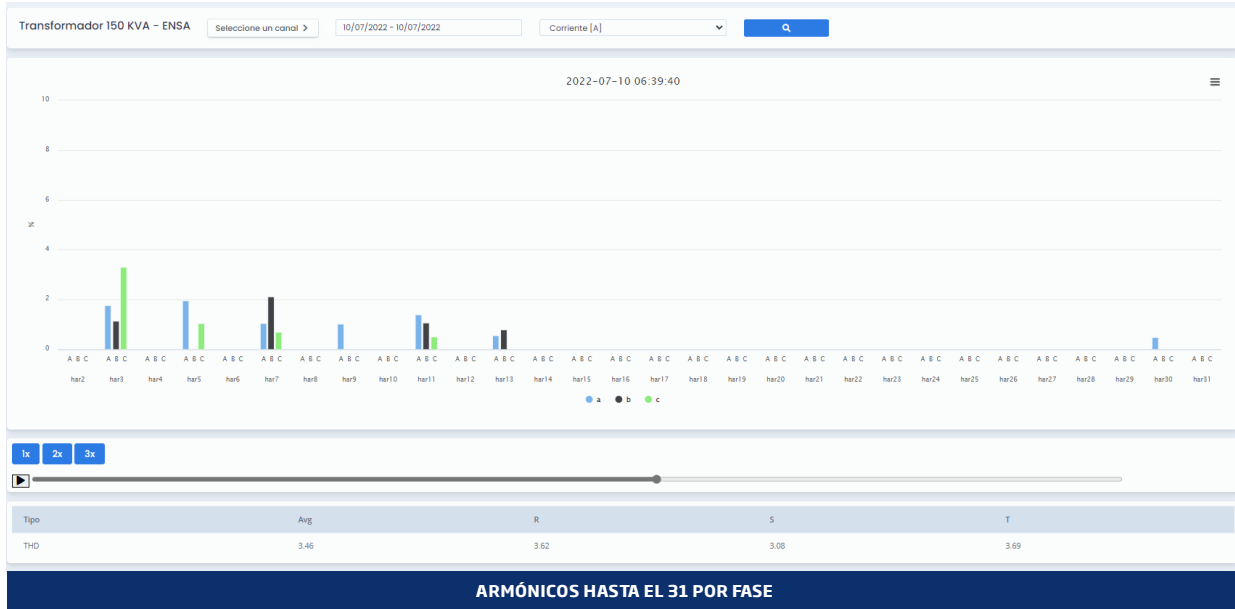 Transformador 150 KVA - ENSA Seleccione un canal > 10/07/2022 - 10/07/2022 Corriente [A]
2022-07-10 06:39:40
10
8
6
%
4
2
0
A B C A B C A B C A B C A B C A B C A B C A B C A B C A B C A B C A B C A B C A B C A B C A B C A B C A B C A B C A B C A B C A B C A B C A B C A B C A B C A B C A B C A B C A B C
har2 har3 har4 har5 har6 har7 har8 har9 har10 har11 har12 har13 har14 har15 har16 har17 har18 har19 har20 har21 har22 har23 har24 har25 har26 har27 har28 har29 har30 har31
a b c
1x 2x 3x
Tipo Avg R S T
THD 3.46 3.62 3.08 3.69
ARMÓNICOS HASTA EL 31 POR FASE